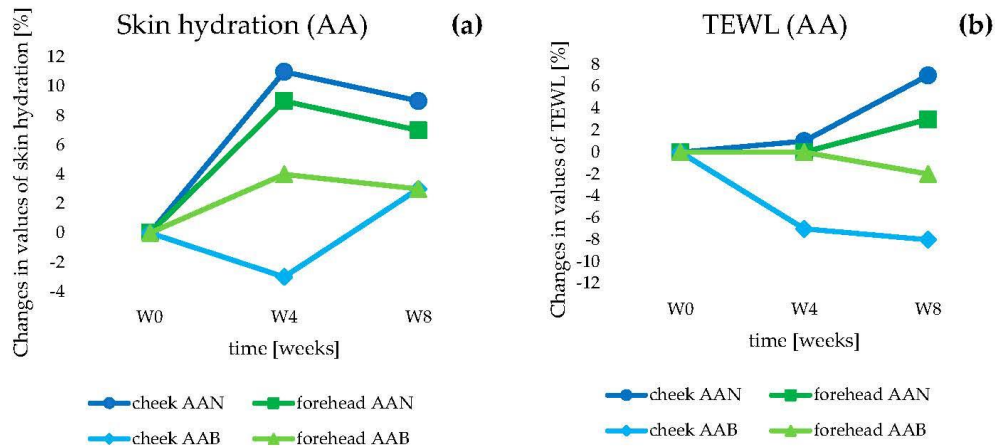 Skin hydration (AA)
(a)
Changes in values of skin hydration [%]
12
10
8
6
4
2
0
-2
-4
W0 W4 W8
time [weeks]
cheek AAN forehead AAN
cheek AAB forehead AAB
TEWL (AA)
(b)
Changes in values of TEWL [%]
8
6
4
2
0
-2
-4
-6
-8
-10
-12
W0 W4 W8
time [weeks]
cheek AAN forehead AAN
cheek AAB forehead AAB